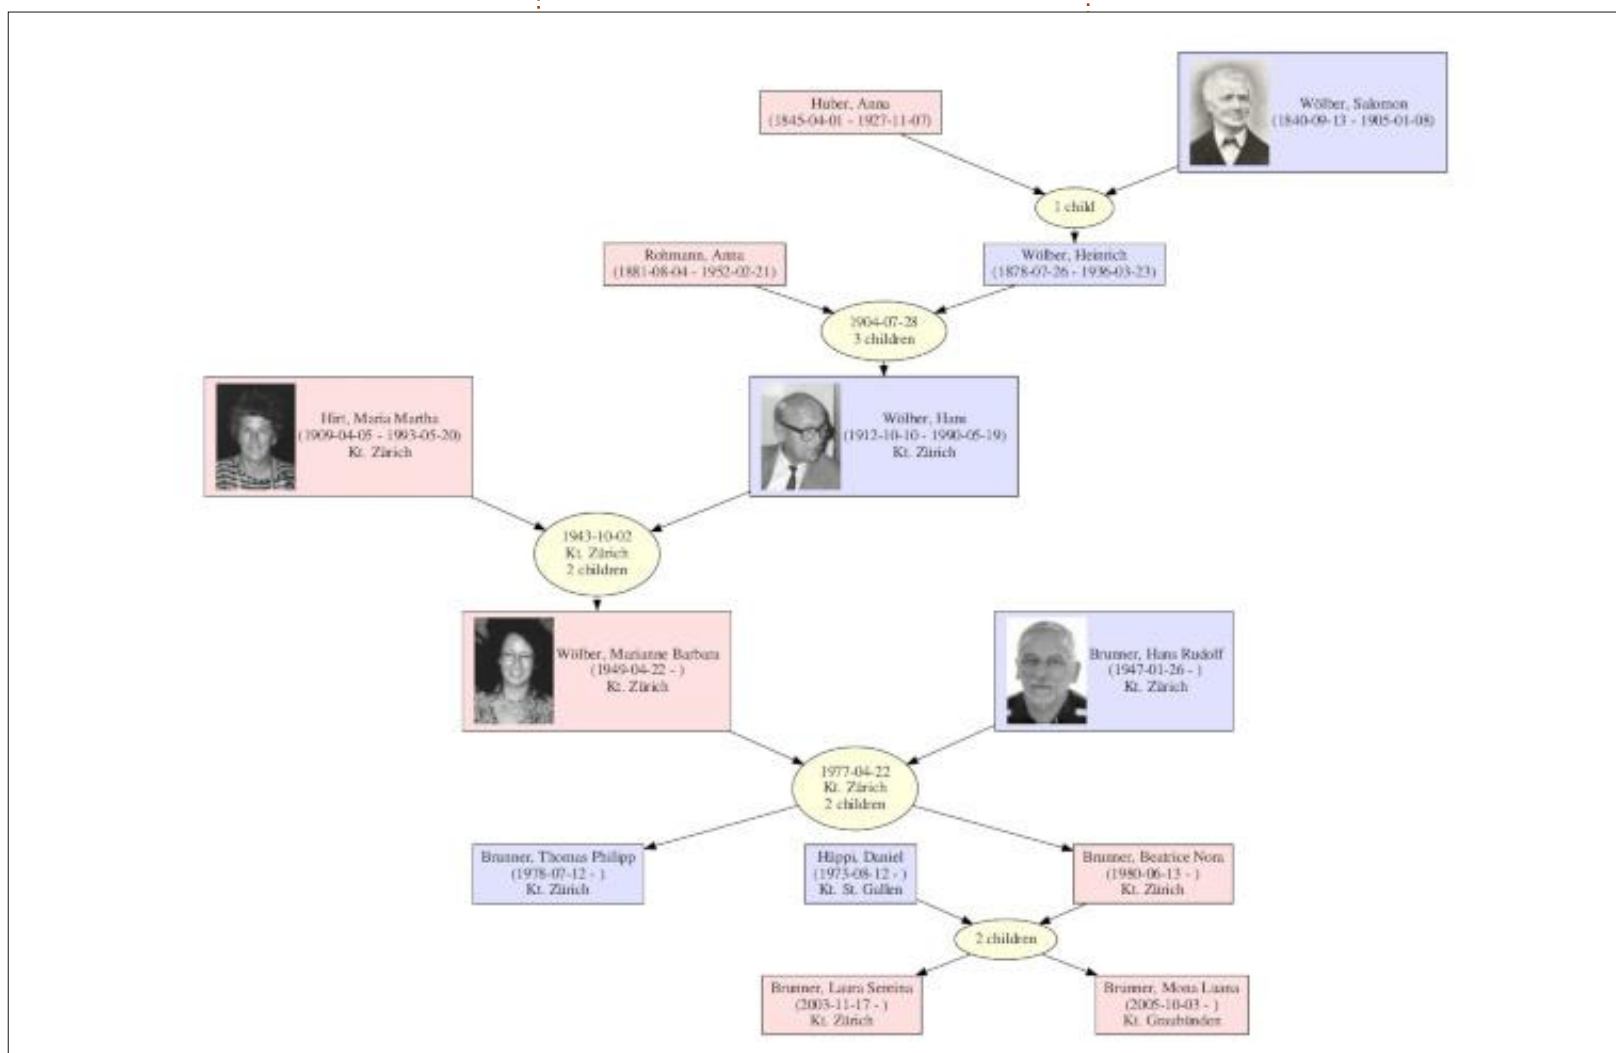 Huber, Anna
(1845-04-01 - 1927-11-07)
Wölber, Salomon
(1840-09-13 - 1905-01-08)
1 child
Rohmann, Anna
(1881-08-04 - 1952-02-21)
Wölber, Heinrich
(1878-07-26 - 1936-03-23)
1904-07-28
3 children
Hirt, Maria Martha
(1909-04-05 - 1993-05-20)
Kt. Zürich
Wölber, Hans
(1912-10-10 - 1990-05-19)
Kt. Zürich
1943-10-02
Kt. Zürich
2 children
Wölber, Marianne Barbara
(1949-04-22 - )
Kt. Zürich
Brunner, Hans Rudolf
(1947-01-26 - )
Kt. Zürich
1977-04-22
Kt. Zürich
2 children
Brunner, Thomas Philipp
(1978-07-12 - )
Kt. Zürich
Häppi, Daniel
(1973-08-12 - )
Kt. St. Gallen
Brunner, Beatrice Nora
(1980-06-13 - )
Kt. Zürich
2 children
Brunner, Laura Sereina
(2003-11-17 - )
Kt. Zürich
Brunner, Mona Luana
(2005-10-03 - )
Kt. Graubünden